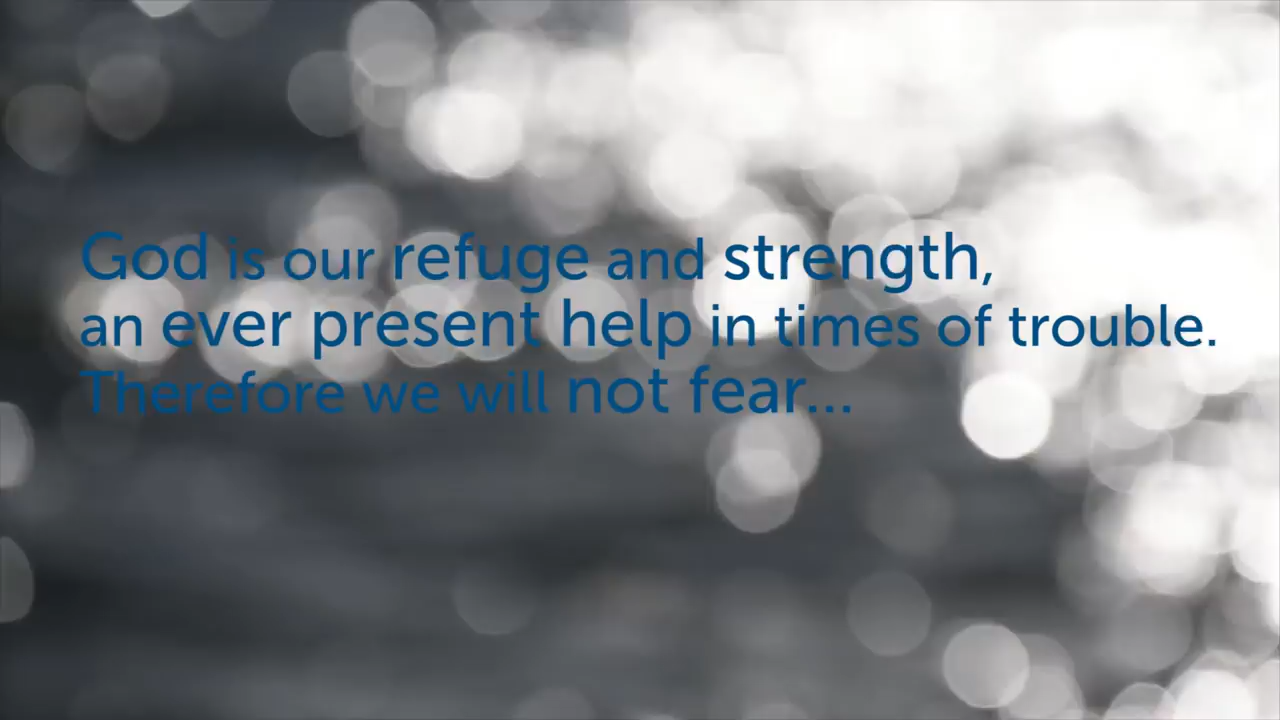 God is our refuge and strength,
an ever present help in times of trouble.
Therefore we will not fear...